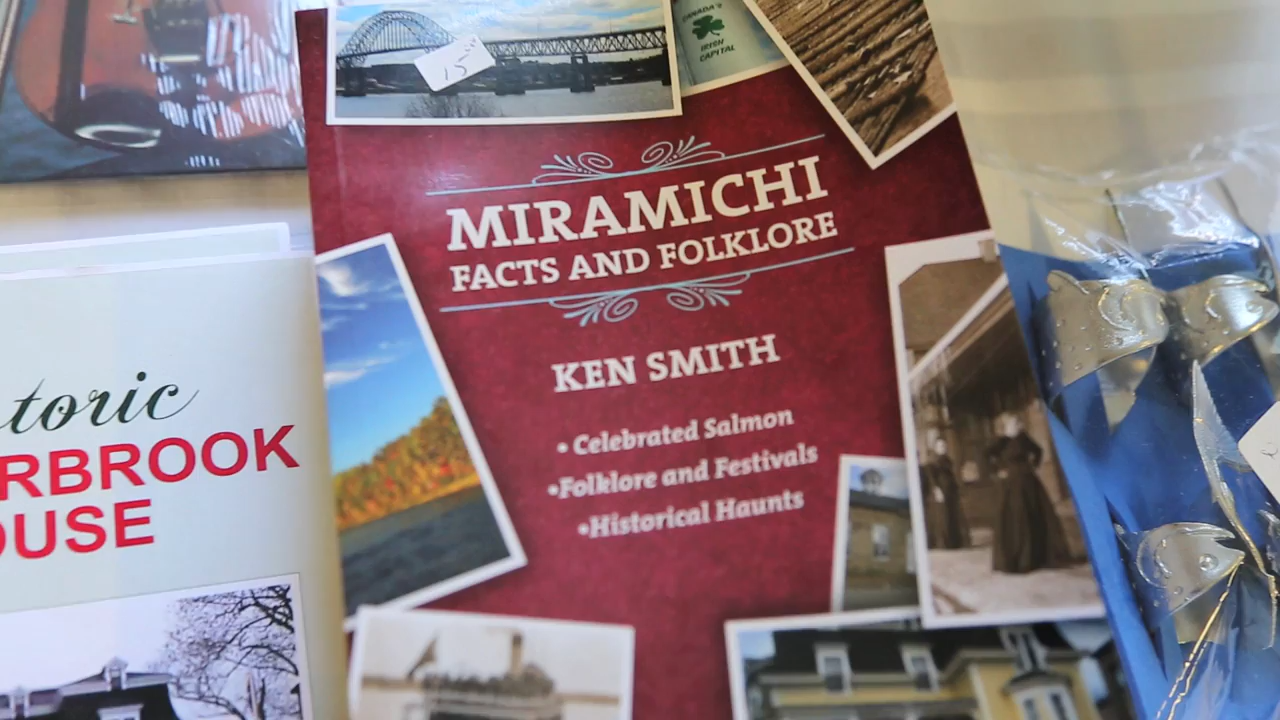 15.00
CANADA'S
IRISH
CAPITAL
MIRAMICHI
FACTS AND FOLKLORE
KEN SMITH
• Celebrated Salmon
•Folklore and Festivals
•Historical Haunts
toric
RBROOK
OUSE